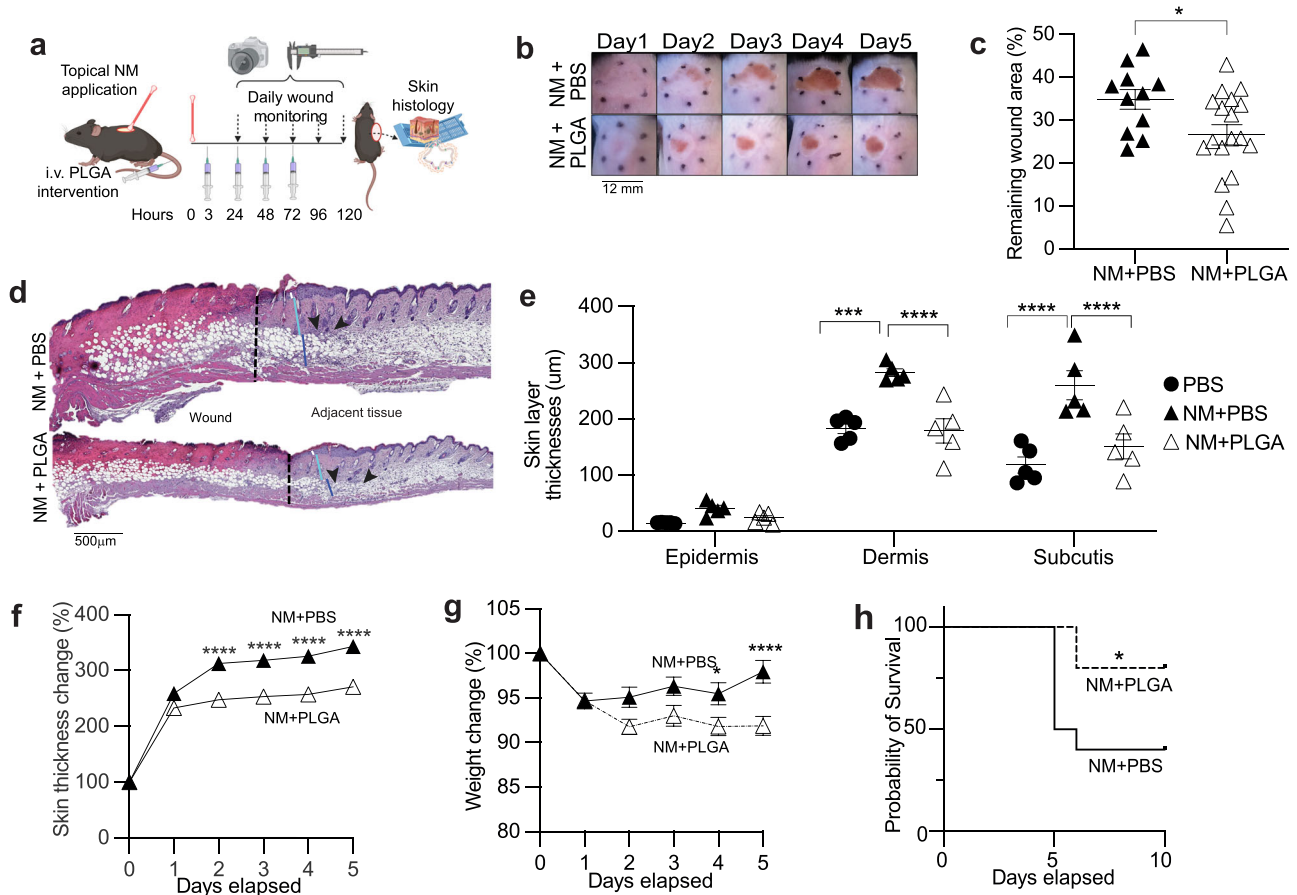 a
Topical NM
application
i.v. PLGA
intervention
Daily wound
monitoring
Skin
histology
Hours 0 3 24 48 72 96 120
b
Day1 Day2 Day3 Day4 Day5
NM +
PBS
NM +
PLGA
12 mm
c
Remaining wound area (%)
50
40
30
20
10
0
*
NM+PBS NM+PLGA
d
NM + PBS
Wound
Adjacent tissue
NM + PLGA
500μm
e
Skin layer
thicknesses (um)
400
300
200
100
0
*** **** **** ****
Epidermis Dermis Subcutis
PBS
NM+PBS
NM+PLGA
f
Skin thickness change (%)
400
300
200
100
0
NM+PBS
**** **** **** ****
NM+PLGA
0 1 2 3 4 5
Days elapsed
g
Weight change (%)
105
100
95
90
85
80
NM+PBS
* ****
NM+PLGA
0 1 2 3 4 5
Days elapsed
h
Probability of Survival
100
50
0
*
NM+PLGA
NM+PBS
0 5 10
Days elapsed